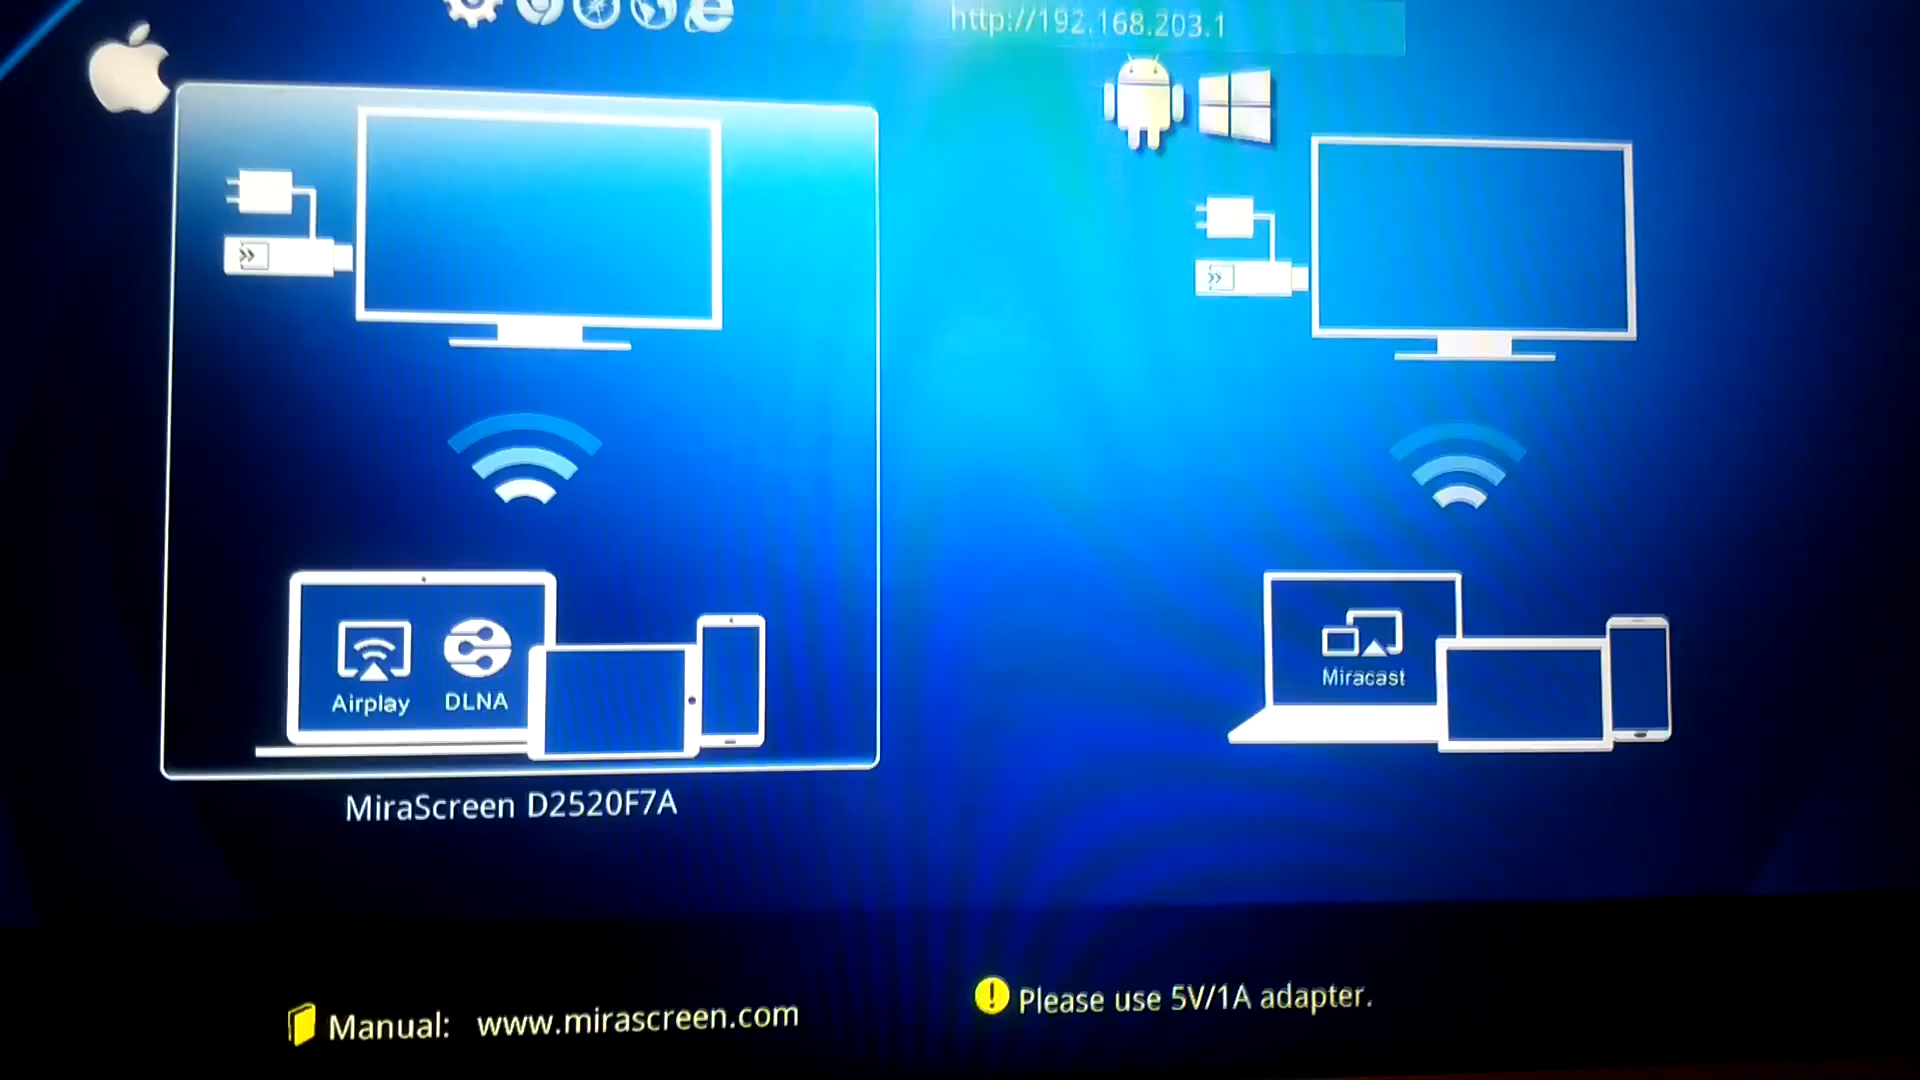 http://192.168.203.1
Airplay
DLNA
Miracast
MiraScreen D2520F7A
Manual: www.mirascreen.com
Please use 5V/1A adapter.